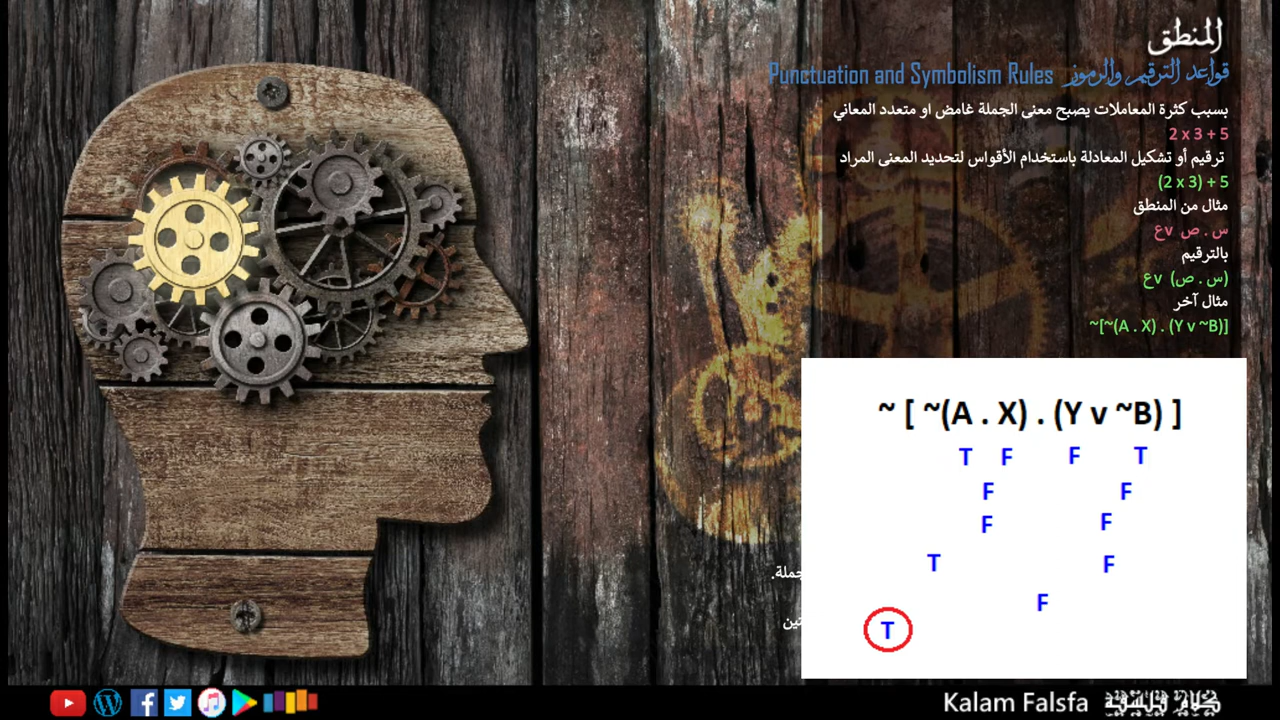 المنطق
قواعد الترقيم والرموز Punctuation and Symbolism Rules
بسبب كثرة المعاملات يصبح معنى الجملة غامض او متعدد المعاني
2 x 3 + 5
ترقيم أو تشكيل المعادلة باستخدام الأقواس لتحديد المعنى المراد
(2 x 3) + 5
مثال من المنطق
س . ص v ع
بالترقيم
(س . ص) v ع
مثال آخر
~[~(A . X) . (Y v ~B)]
~ [ ~(A . X) . (Y v ~B) ]
T F F T
F F
F F
T F
F
T
Kalam Falsfa كلام فلسفة